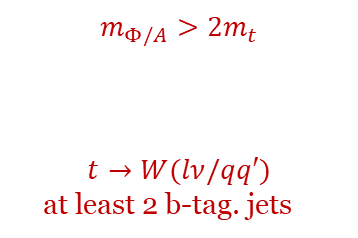 m_{Φ/A} > 2m_t
t → W(lν/qq′)
at least 2 b-tag. jets